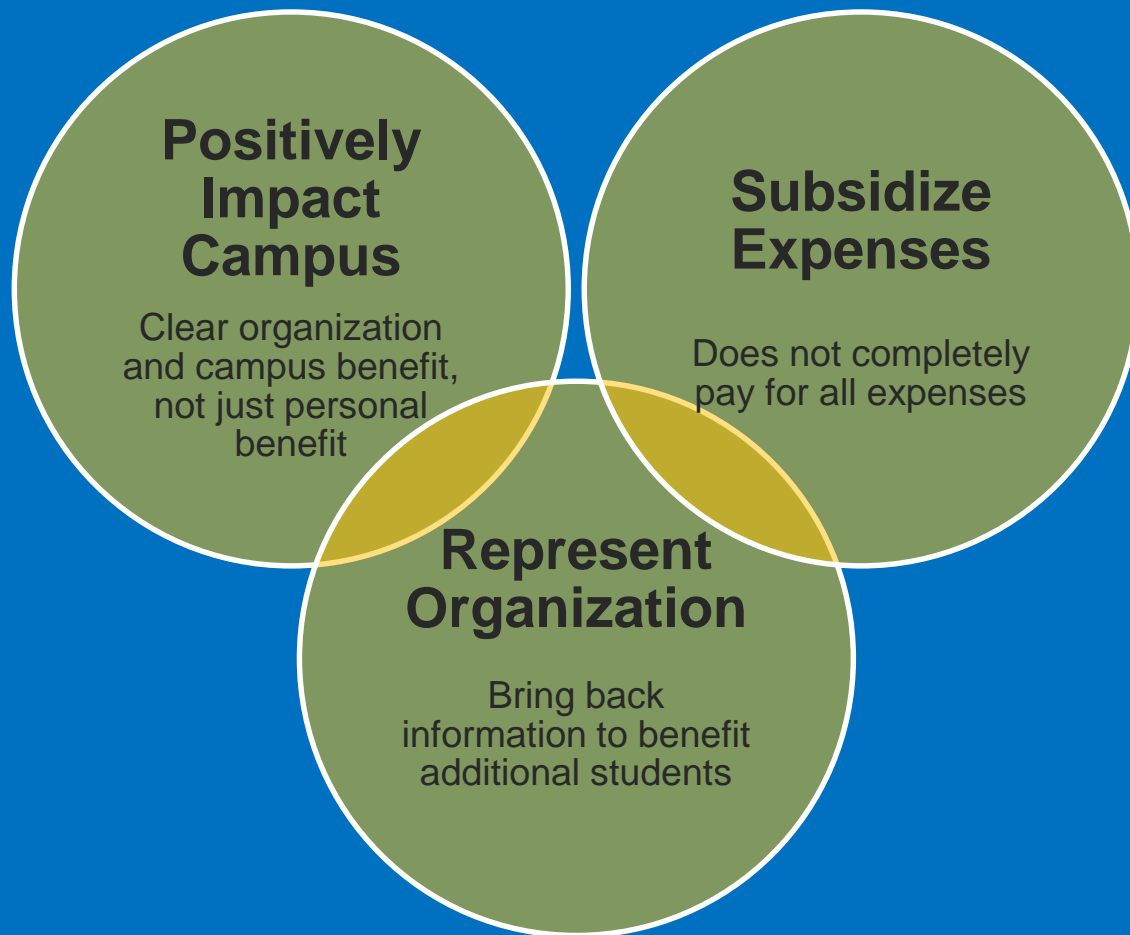 Positively
Impact
Campus
Clear organization
and campus benefit,
not just personal
benefit
Subsidize
Expenses
Does not completely
pay for all expenses
Represent
Organization
Bring back
information to benefit
additional students